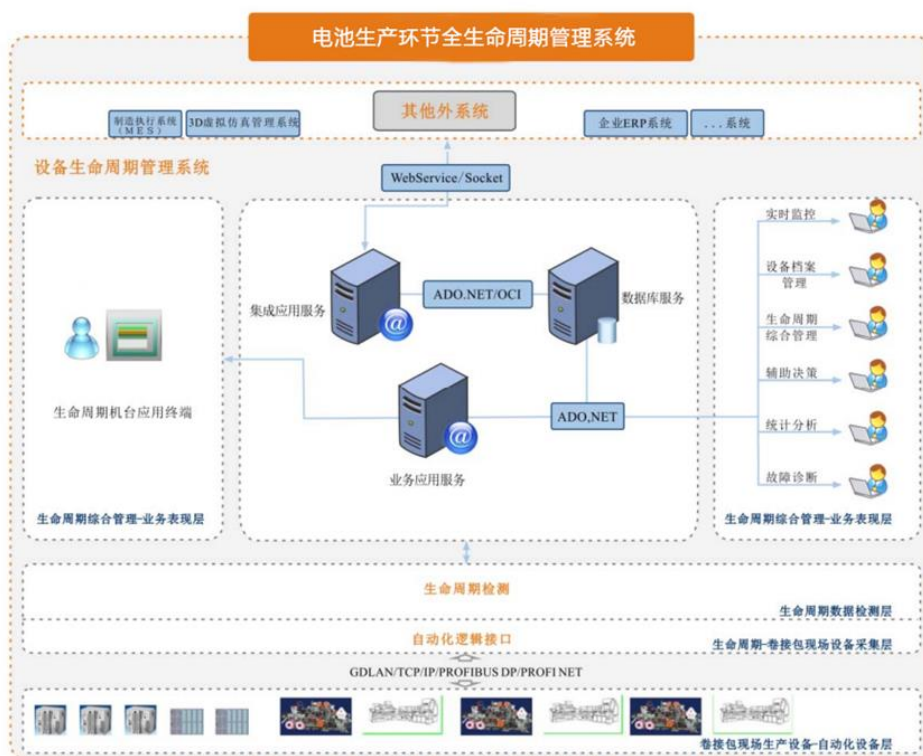 电池生产环节全生命周期管理系统
其他外系统
制造执行系统
（MES）
3D虚拟仿真管理系统
企业ERP系统
...系统
设备生命周期管理系统
WebService/Socket
集成应用服务
ADO.NET/OCI
数据库服务
生命周期机台应用终端
业务应用服务
ADO,NET
实时监控
设备档案
管理
生命周期
综合管理
辅助决策
统计分析
故障诊断
生命周期综合管理-业务表现层
生命周期综合管理-业务表现层
生命周期检测
生命周期数据检测层
自动化逻辑接口
生命周期-卷接包现场设备采集层
GDLAN/TCP/IP/PROFIBUS DP/PROFI NET
卷接包现场生产设备-自动化设备层